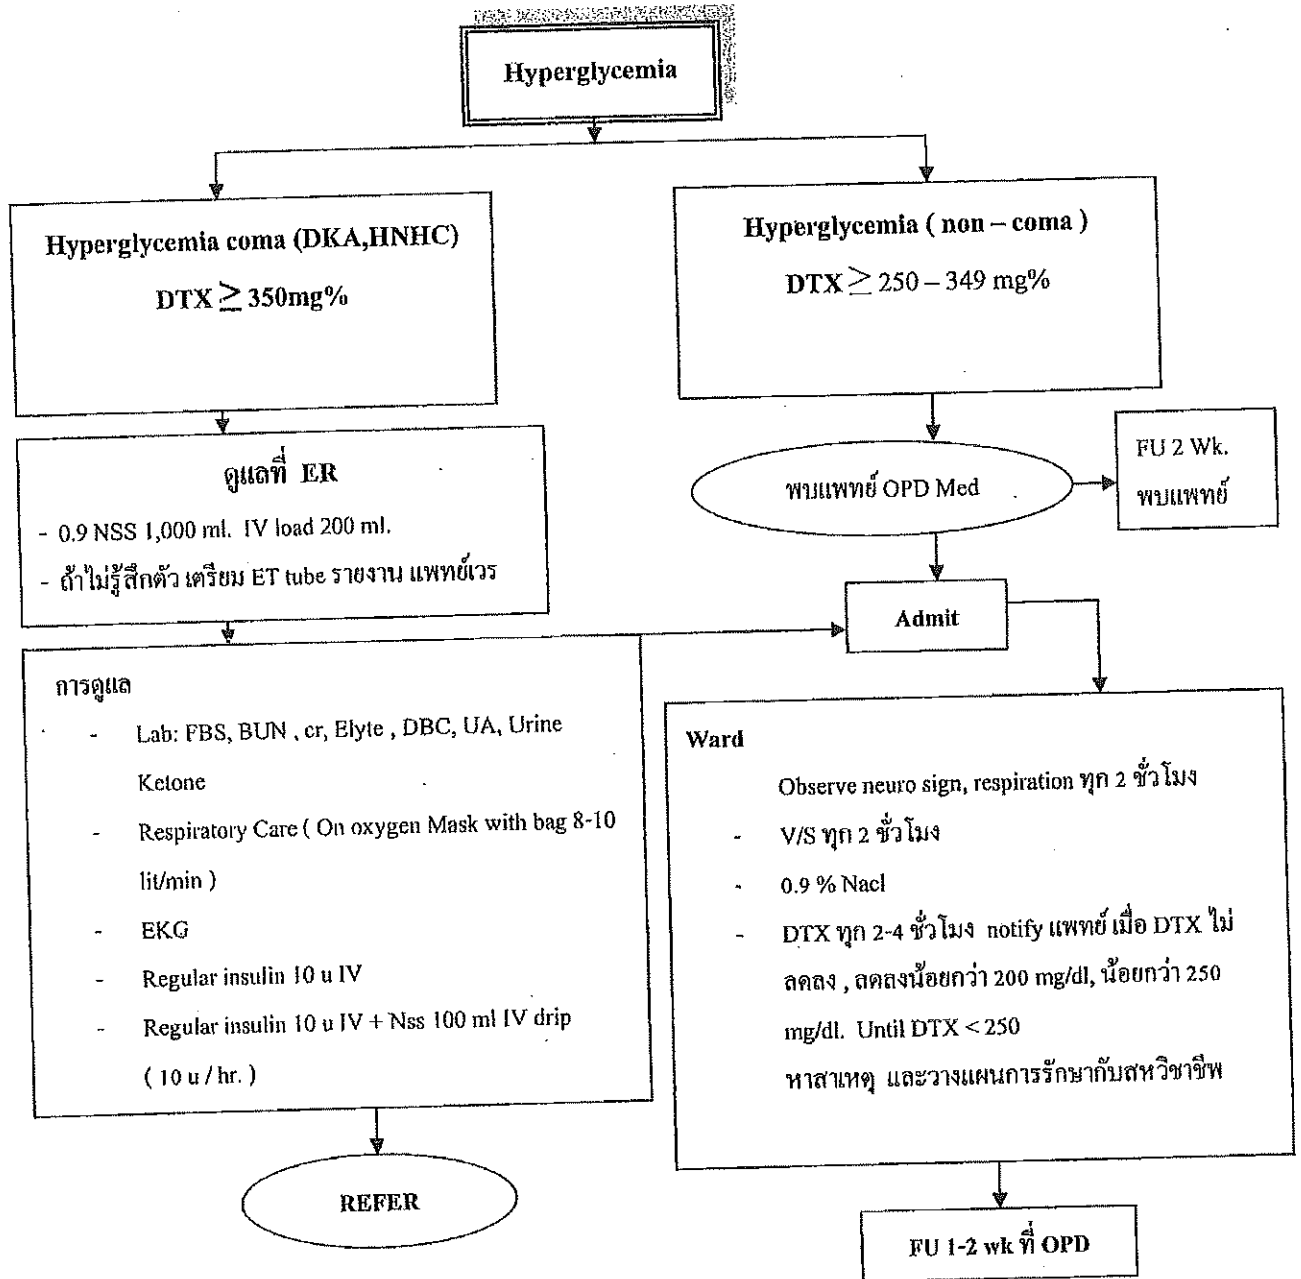 Hyperglycemia
Hyperglycemia coma (DKA,HNHC)
DTX ≥ 350mg%
Hyperglycemia ( non – coma )
DTX ≥ 250 – 349 mg%
ดูแลที่ ER
- 0.9 NSS 1,000 ml. IV load 200 ml.
- ถ้าไม่รู้สึกตัว เตรียม ET tube รายงาน แพทย์เวร
พบแพทย์ OPD Med
FU 2 Wk.
พบแพทย์
Admit
การดูแล
- Lab: FBS, BUN , cr, Elyte , DBC, UA, Urine
Ketone
- Respiratory Care ( On oxygen Mask with bag 8-10
lit/min )
- EKG
- Regular insulin 10 u IV
- Regular insulin 10 u IV + Nss 100 ml IV drip
( 10 u / hr. )
REFER
Ward
Observe neuro sign, respiration ทุก 2 ชั่วโมง
- V/S ทุก 2 ชั่วโมง
- 0.9 % Nacl
- DTX ทุก 2-4 ชั่วโมง notify แพทย์ เมื่อ DTX ไม่
ลดลง , ลดลงน้อยกว่า 200 mg/dl, น้อยกว่า 250
mg/dl. Until DTX < 250
หาสาเหตุ และวางแผนการรักษากับสหวิชาชีพ
FU 1-2 wk ที่ OPD